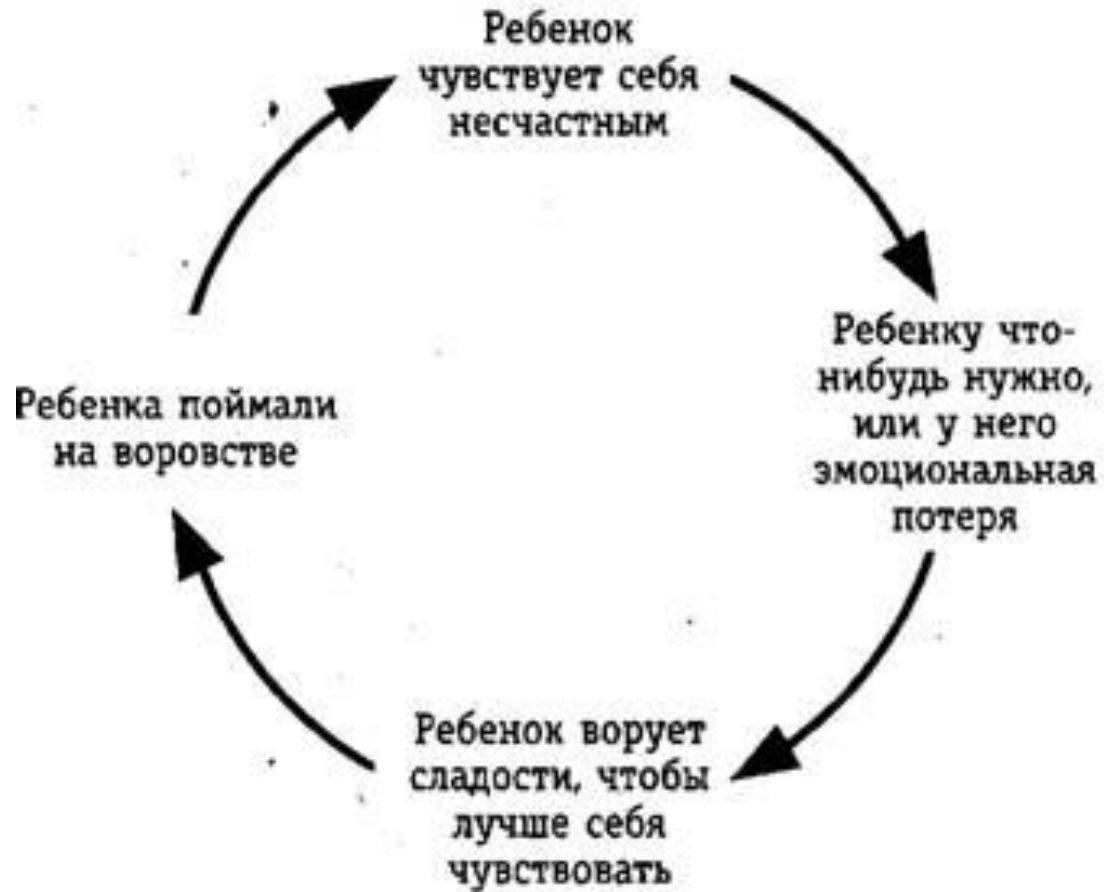 Ребенок
чувствует себя
несчастным
Ребенку что-
нибудь нужно,
или у него
эмоциональная
потеря
Ребенок ворует
сладости, чтобы
лучше себя
чувствовать
Ребенка поймали
на воровстве